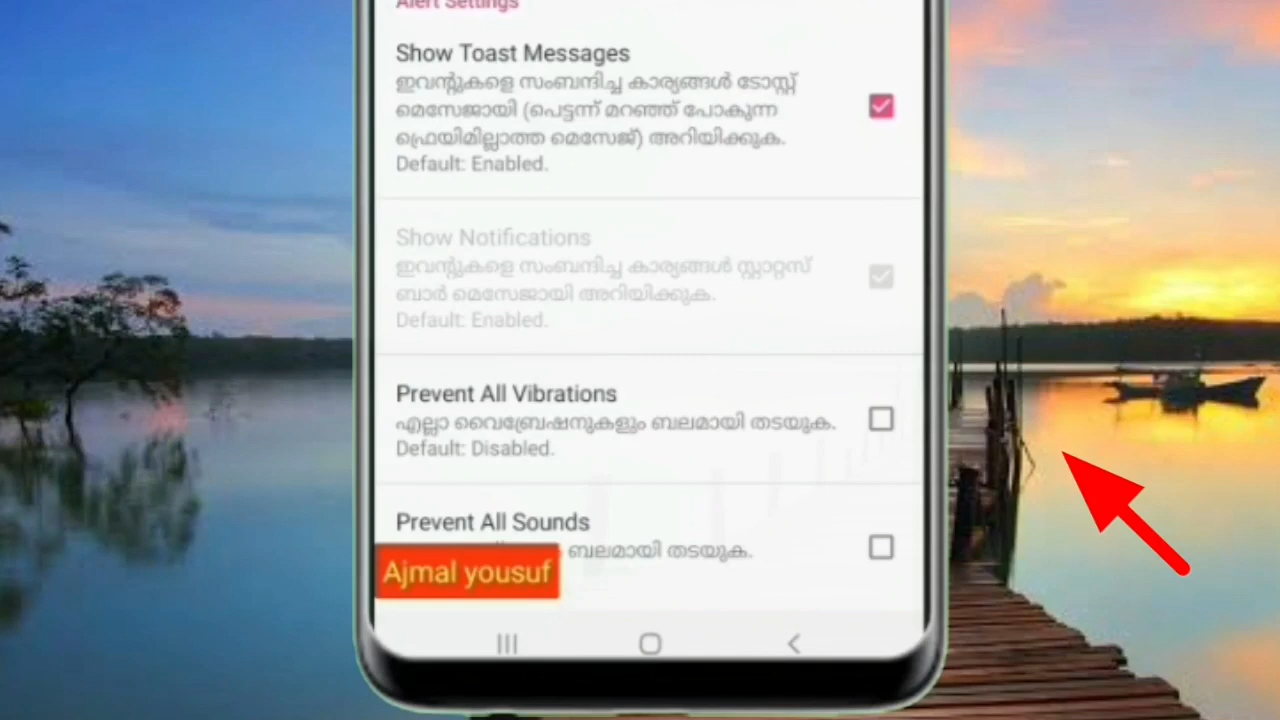 Alert Settings
Show Toast Messages
ഇവന്റുകളെ സംബന്ദിച്ച കാര്യങ്ങൾ ടോസ്റ്റ്
മെസേജായി (പെട്ടന്ന് മറഞ്ഞ് പോകുന്ന
ഫ്രെയിമില്ലാത്ത മെസേജ്) അറിയിക്കുക.
Default: Enabled.
Show Notifications
ഇവന്റുകളെ സംബന്ദിച്ച കാര്യങ്ങൾ സ്റ്റാറ്റസ്
ബാർ മെസേജായി അറിയിക്കുക.
Default: Enabled.
Prevent All Vibrations
എല്ലാ വൈബ്രേഷനുകളും ബലമായി തടയുക.
Default: Disabled.
Prevent All Sounds
ബലമായി തടയുക.
Ajmal yousuf